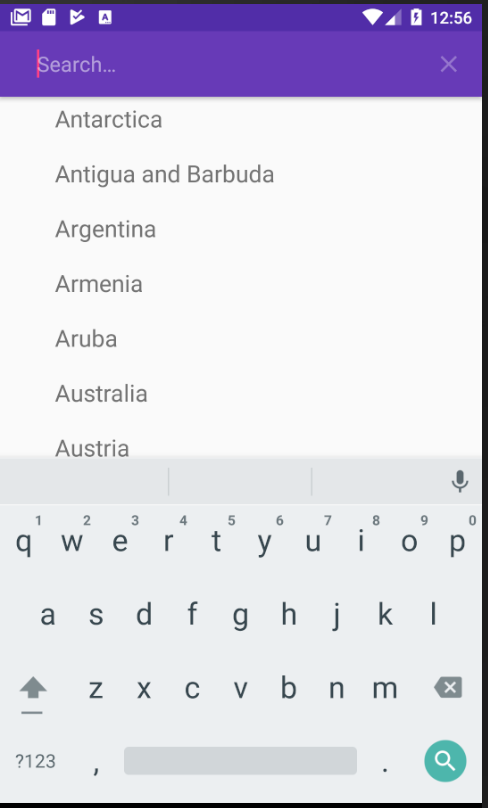 12:56
Search...
Antarctica
Antigua and Barbuda
Argentina
Armenia
Aruba
Australia
Austria
1 2 3 4 5 6 7 8 9 0
q w e r t y u i o p
a s d f g h j k l
z x c v b n m
?123 , .